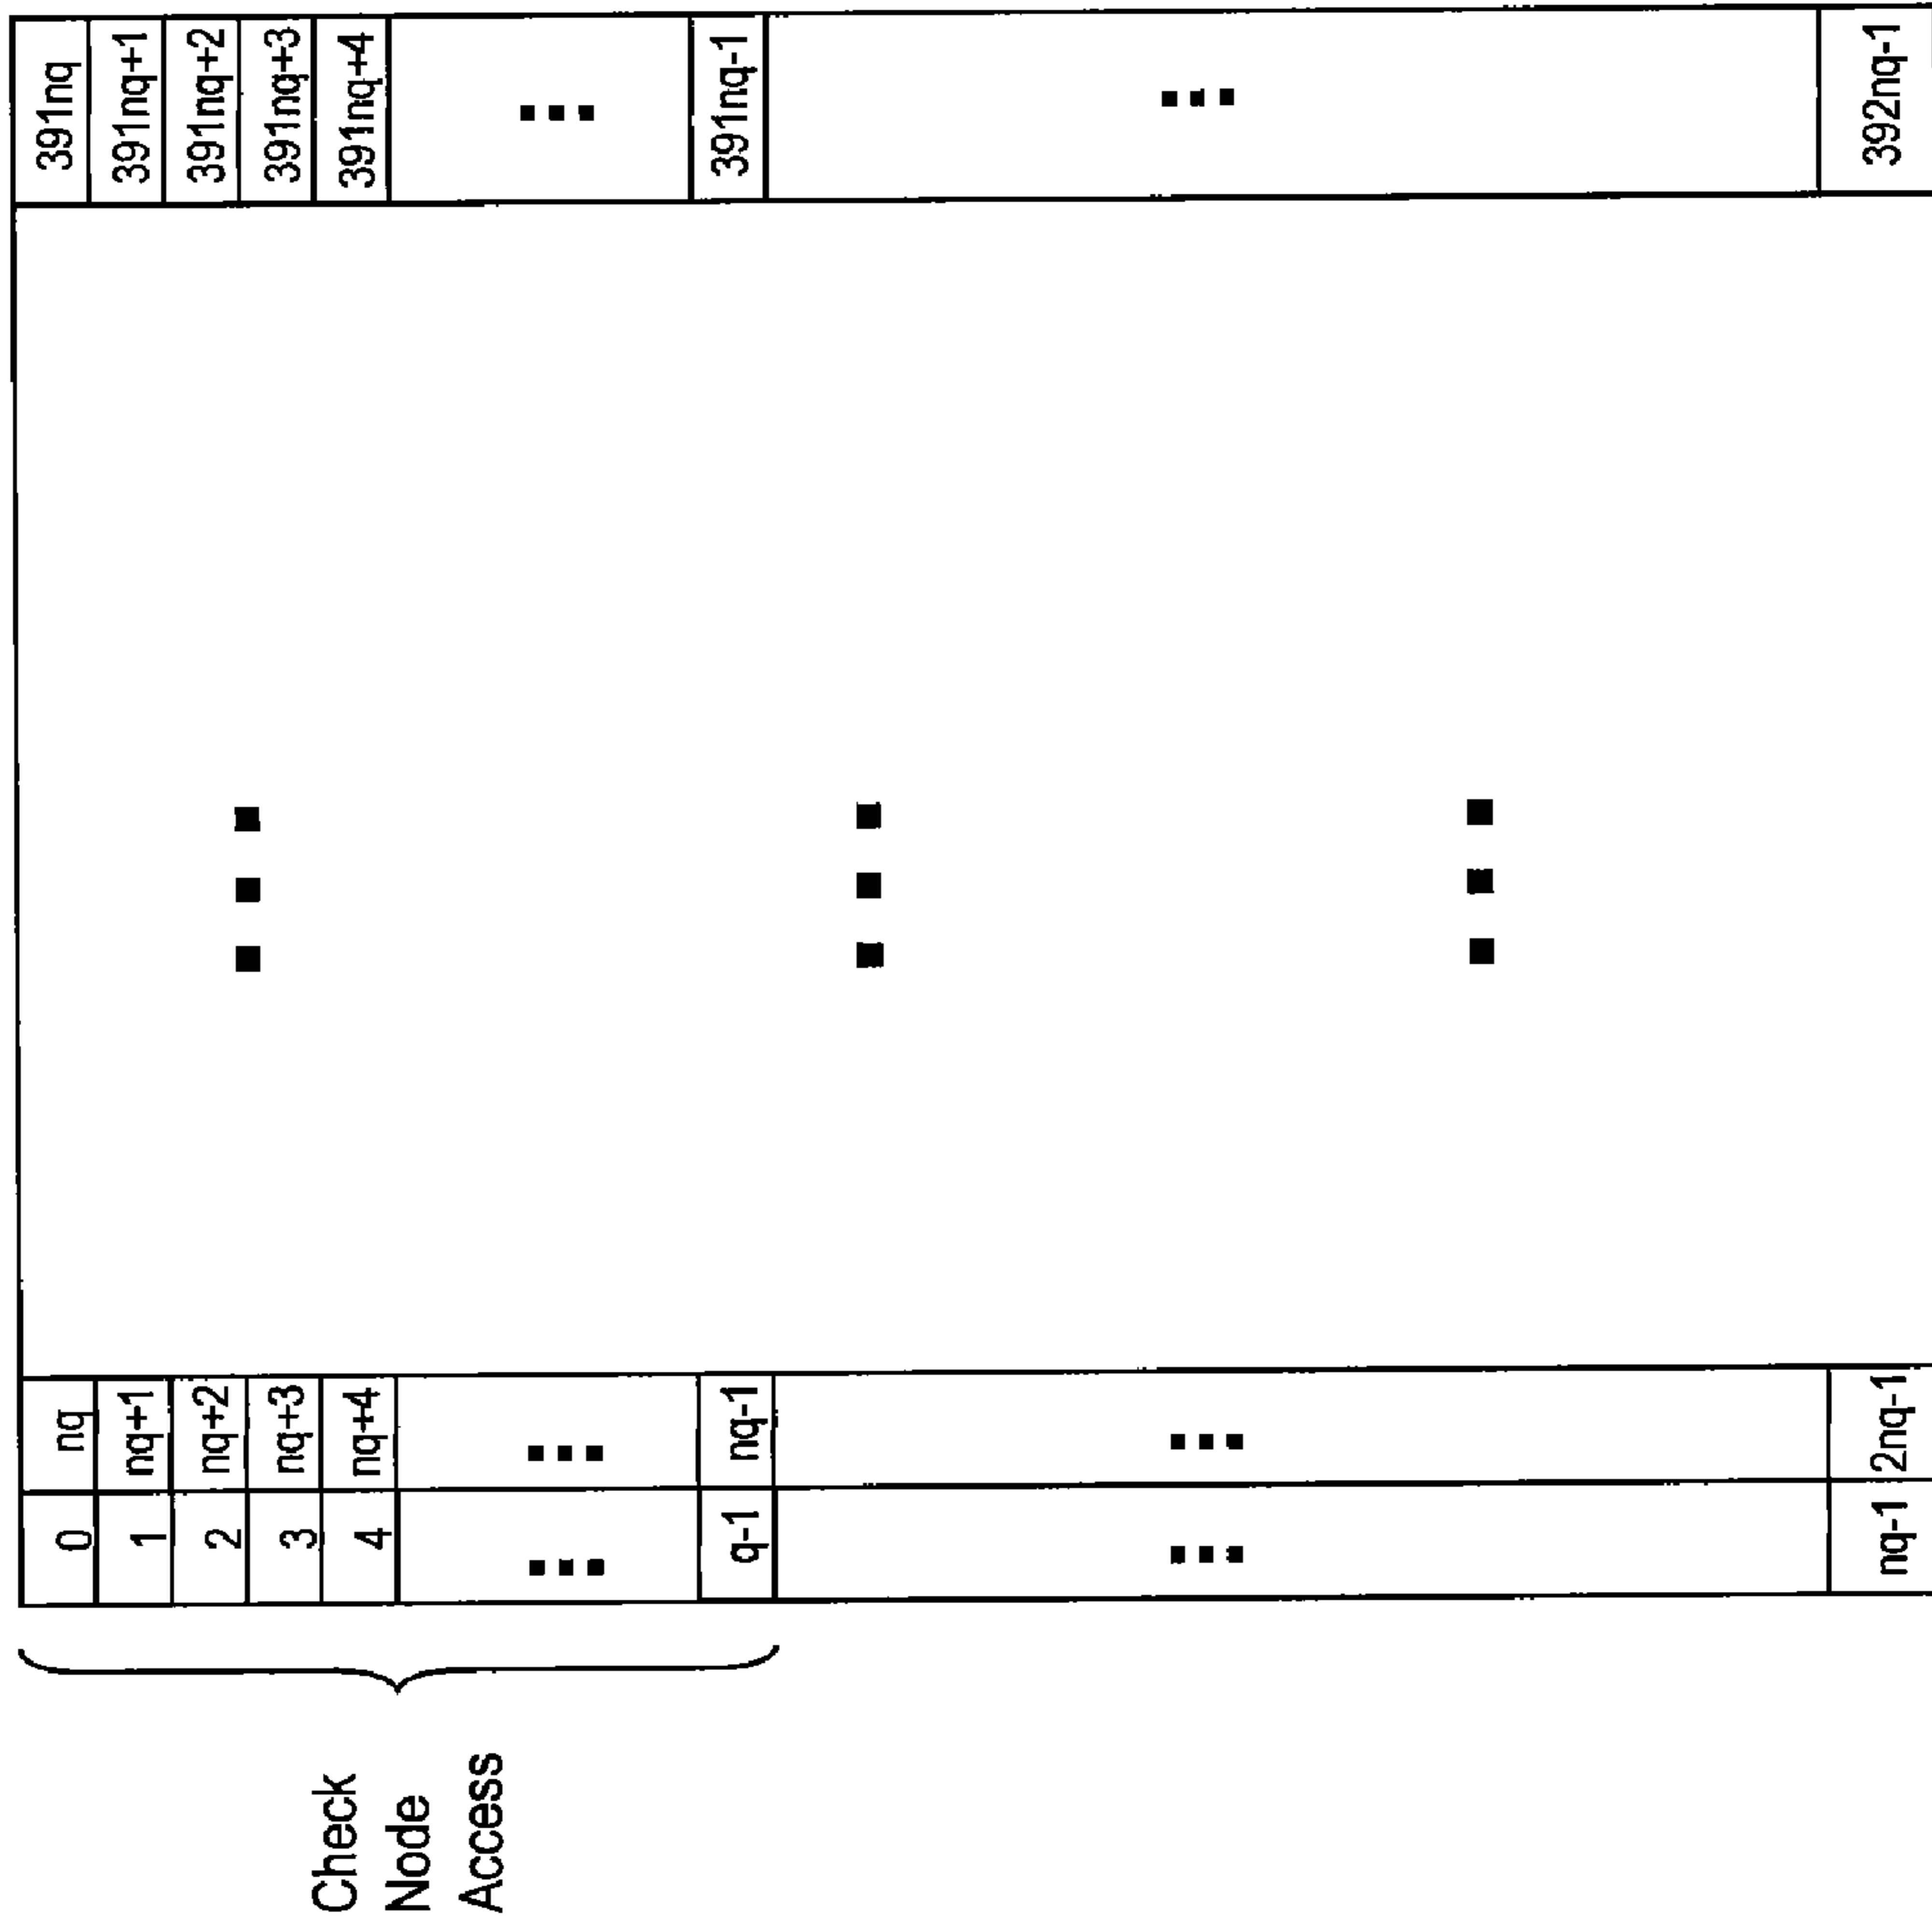 Check
Node
Access
0 nq 391nq
1 nq+1 391nq+1
2 nq+2 391nq+2
3 nq+3 391nq+3
4 nq+4 391nq+4
q-1 nq-1 391nq-1
nq-1 2nq-1 392nq-1